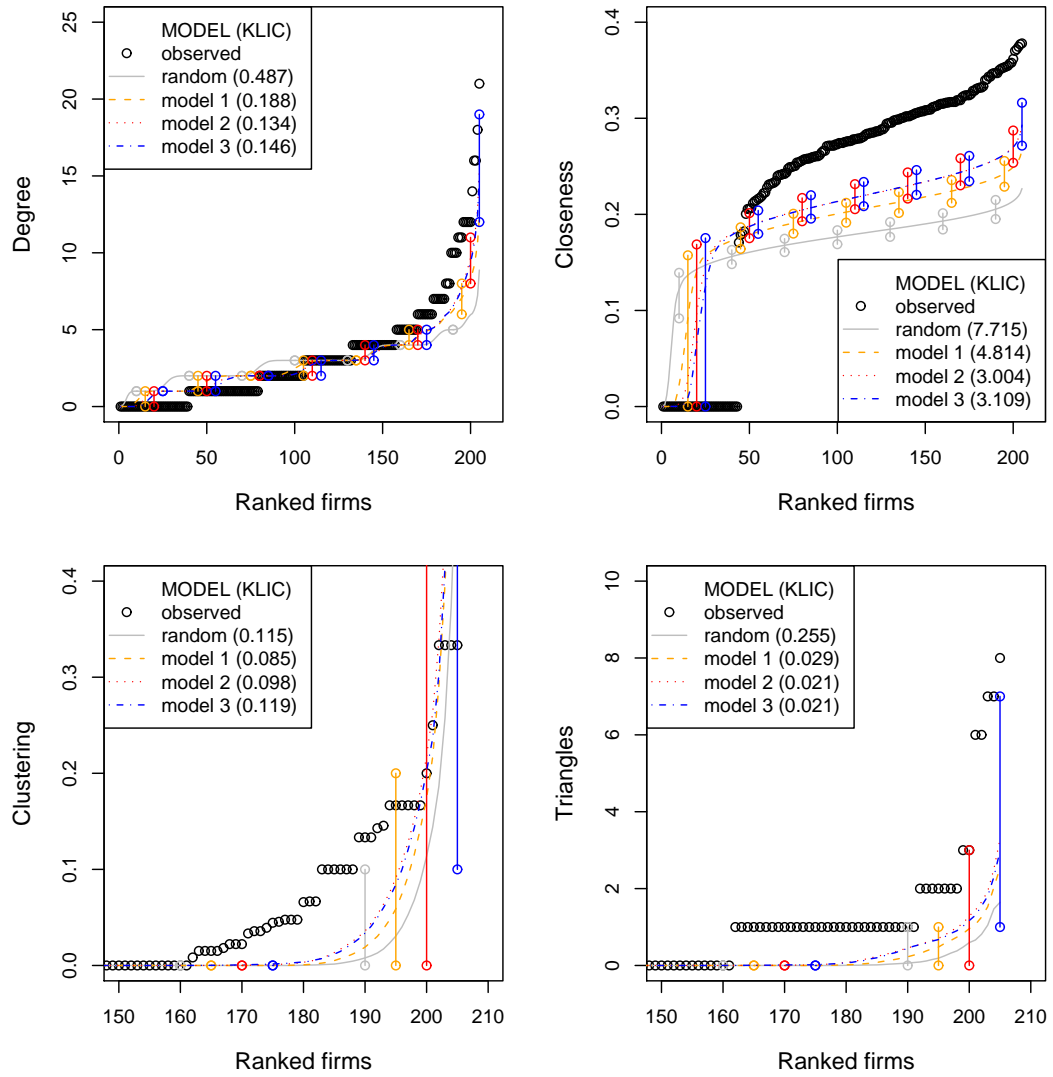 25
20
15
10
5
0
Degree
MODEL (KLIC)
observed
random (0.487)
model 1 (0.188)
model 2 (0.134)
model 3 (0.146)
0 50 100 150 200
Ranked firms
0.4
0.3
0.2
0.1
0.0
Closeness
MODEL (KLIC)
observed
random (7.715)
model 1 (4.814)
model 2 (3.004)
model 3 (3.109)
0 50 100 150 200
Ranked firms
0.4
0.3
0.2
0.1
0.0
Clustering
MODEL (KLIC)
observed
random (0.115)
model 1 (0.085)
model 2 (0.098)
model 3 (0.119)
150 160 170 180 190 200 210
Ranked firms
10
8
6
4
2
0
Triangles
MODEL (KLIC)
observed
random (0.255)
model 1 (0.029)
model 2 (0.021)
model 3 (0.021)
150 160 170 180 190 200 210
Ranked firms